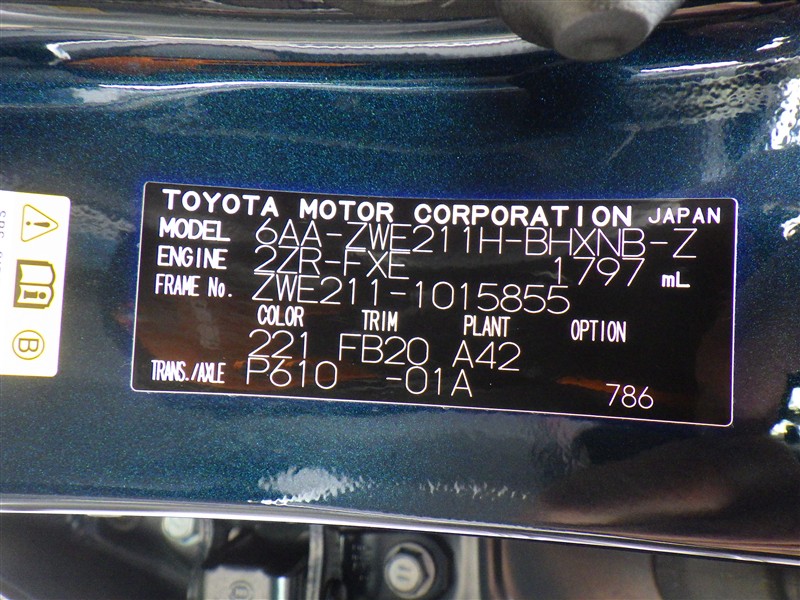 TOYOTA MOTOR CORPORATION JAPAN
MODEL 6AA-ZWE211H-BHXNB-Z
ENGINE 2ZR-FXE 1797 mL
FRAME No. ZWE211-1015855
COLOR TRIM PLANT OPTION
221 FB20 A42
TRANS./AXLE P610 -01A 786
B